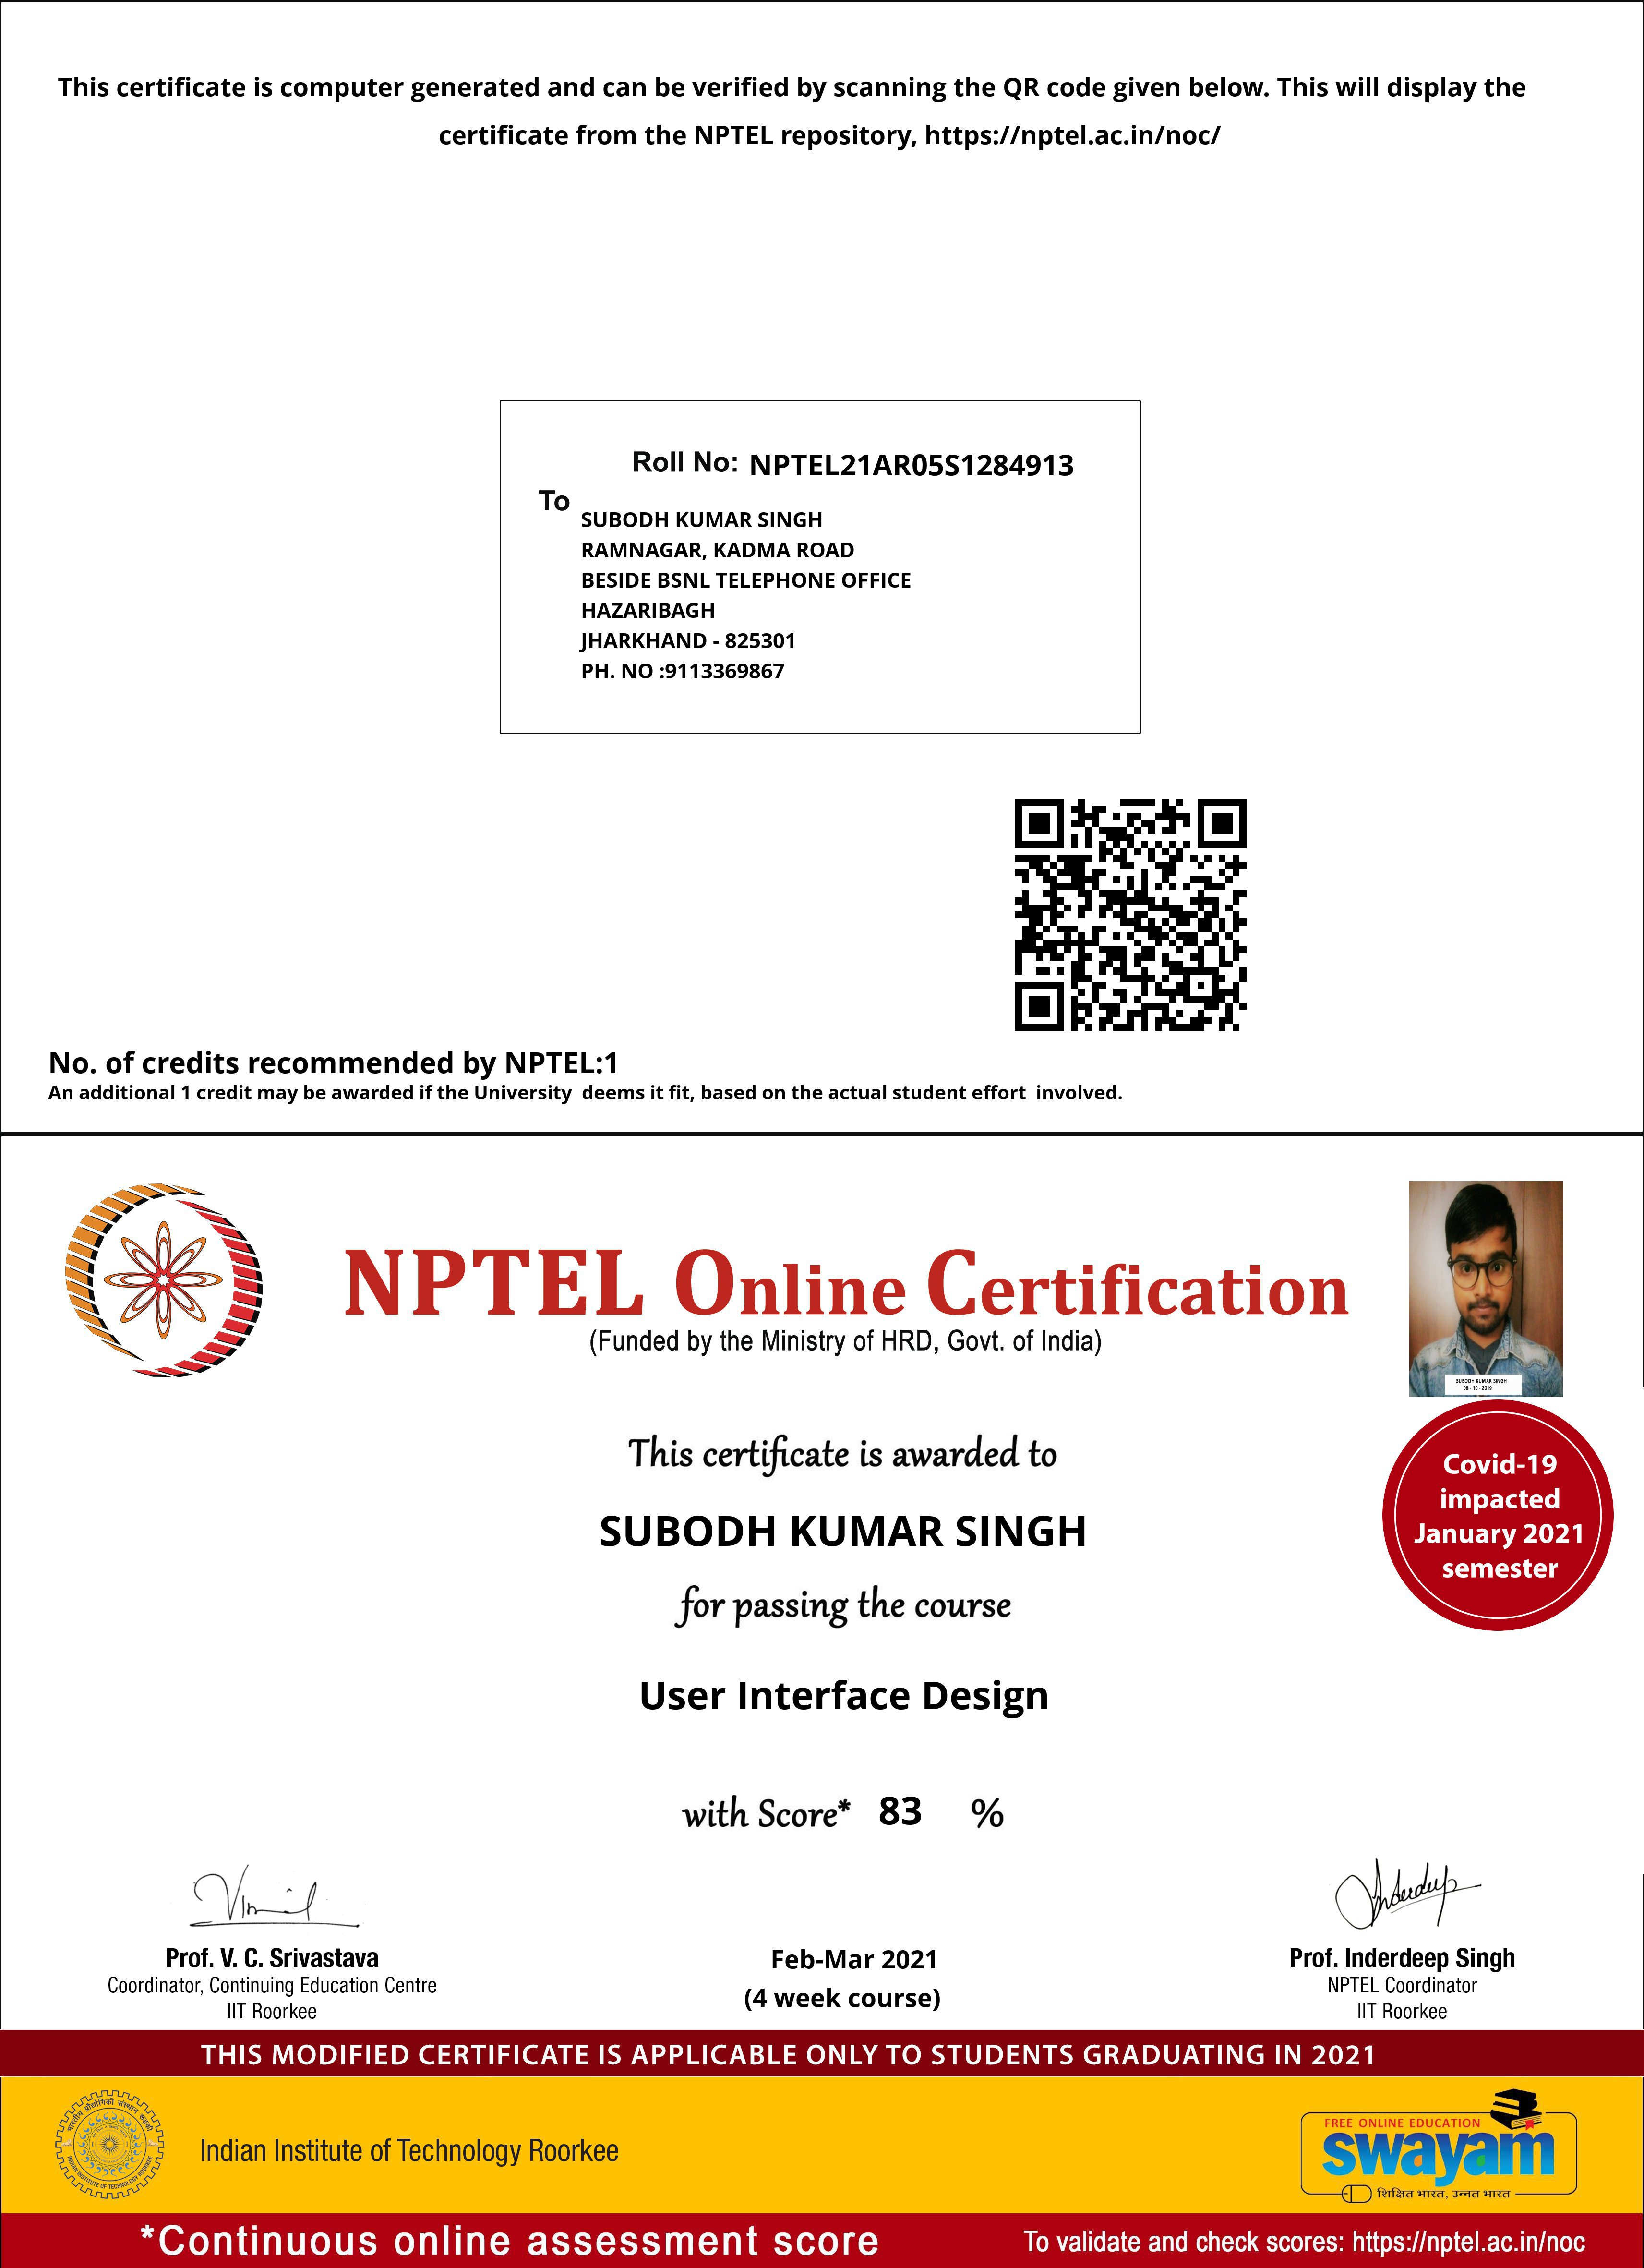 This certificate is computer generated and can be verified by scanning the QR code given below. This will display the
certificate from the NPTEL repository, https://nptel.ac.in/noc/
Roll No: NPTEL21AR05S1284913
To
SUBODH KUMAR SINGH
RAMNAGAR, KADMA ROAD
BESIDE BSNL TELEPHONE OFFICE
HAZARIBAGH
JHARKHAND - 825301
PH. NO :9113369867
No. of credits recommended by NPTEL:1
An additional 1 credit may be awarded if the University deems it fit, based on the actual student effort involved.
NPTEL Online Certification
(Funded by the Ministry of HRD, Govt. of India)
SUBODH KUMAR SINGH
08 - 10 - 2019
This certificate is awarded to
SUBODH KUMAR SINGH
for passing the course
User Interface Design
with Score* 83 %
Covid-19
impacted
January 2021
semester
Prof. V. C. Srivastava
Coordinator, Continuing Education Centre
IIT Roorkee
Feb-Mar 2021
(4 week course)
Prof. Inderdeep Singh
NPTEL Coordinator
IIT Roorkee
THIS MODIFIED CERTIFICATE IS APPLICABLE ONLY TO STUDENTS GRADUATING IN 2021
भारतीय प्रौद्योगिकी संस्थान रूड़की
INDIAN INSTITUTE OF TECHNOLOGY ROORKEE
Indian Institute of Technology Roorkee
FREE ONLINE EDUCATION
swayam
शिक्षित भारत, उन्नत भारत
*Continuous online assessment score
To validate and check scores: https://nptel.ac.in/noc